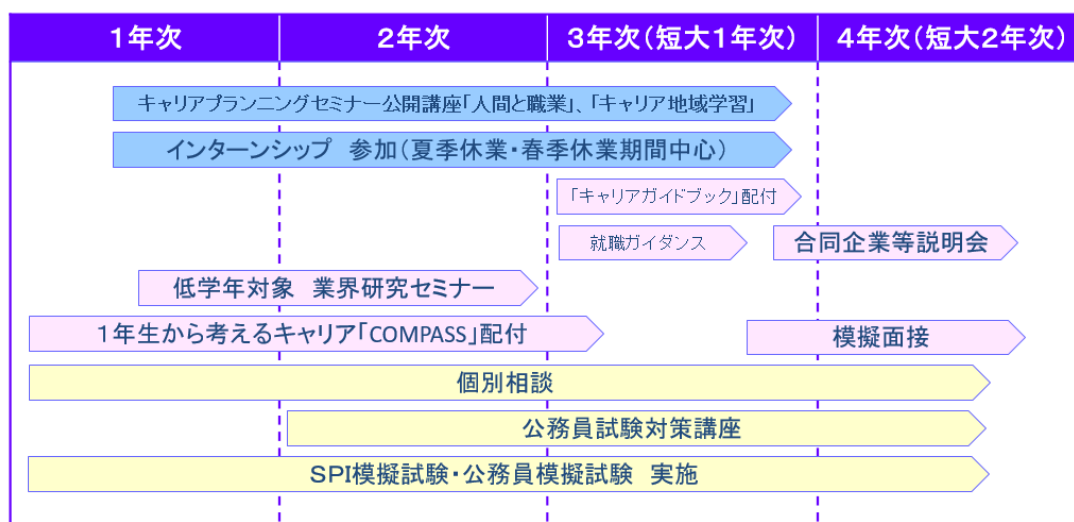 1年次
2年次
3年次(短大1年次)
4年次(短大2年次)
キャリアプランニングセミナー公開講座「人間と職業」、「キャリア地域学習」
インターンシップ 参加(夏季休業・春季休業期間中心)
「キャリアガイドブック」配付
就職ガイダンス
合同企業等説明会
低学年対象 業界研究セミナー
1年生から考えるキャリア「COMPASS」配付
模擬面接
個別相談
公務員試験対策講座
SPI模擬試験・公務員模擬試験 実施